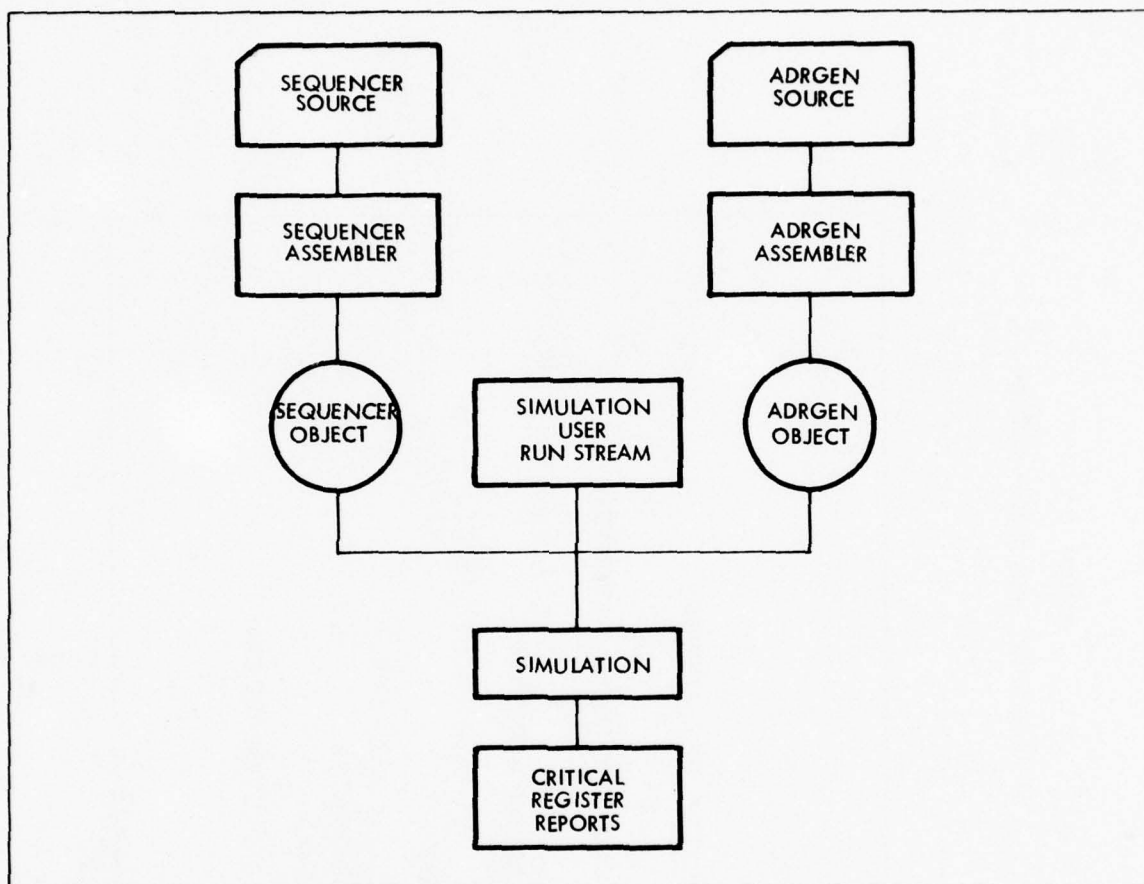 SEQUENCER
SOURCE
ADRGEN
SOURCE
SEQUENCER
ASSEMBLER
ADRGEN
ASSEMBLER
SEQUENCER
OBJECT
SIMULATION
USER
RUN STREAM
ADRGEN
OBJECT
SIMULATION
CRITICAL
REGISTER
REPORTS